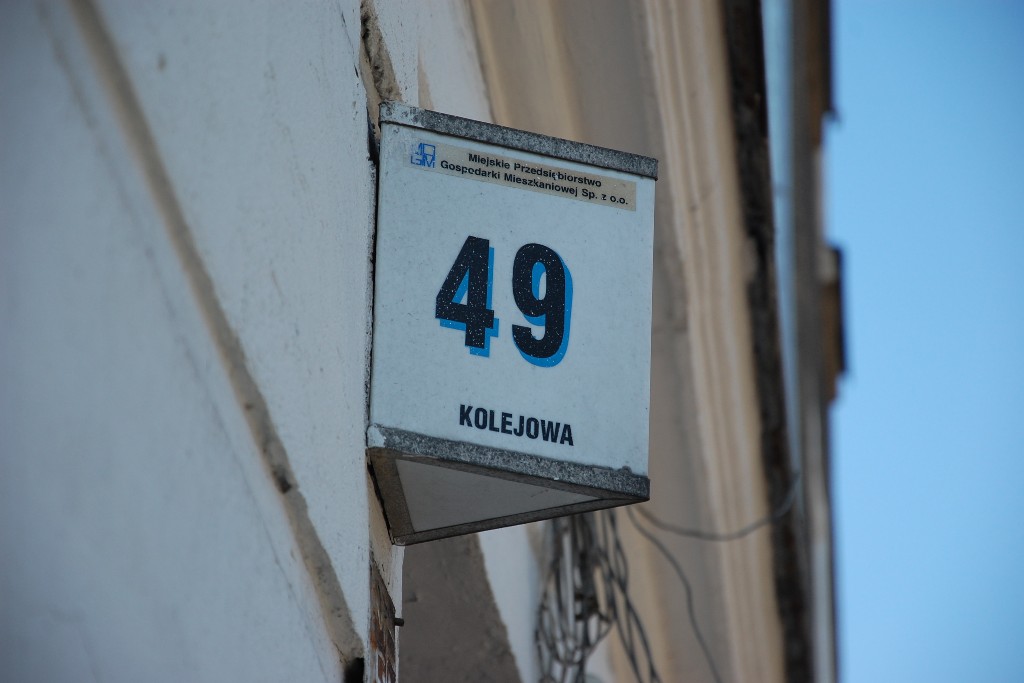 Miejskie Przedsiębiorstwo
Gospodarki Mieszkaniowej Sp. z o.o.
49
KOLEJOWA